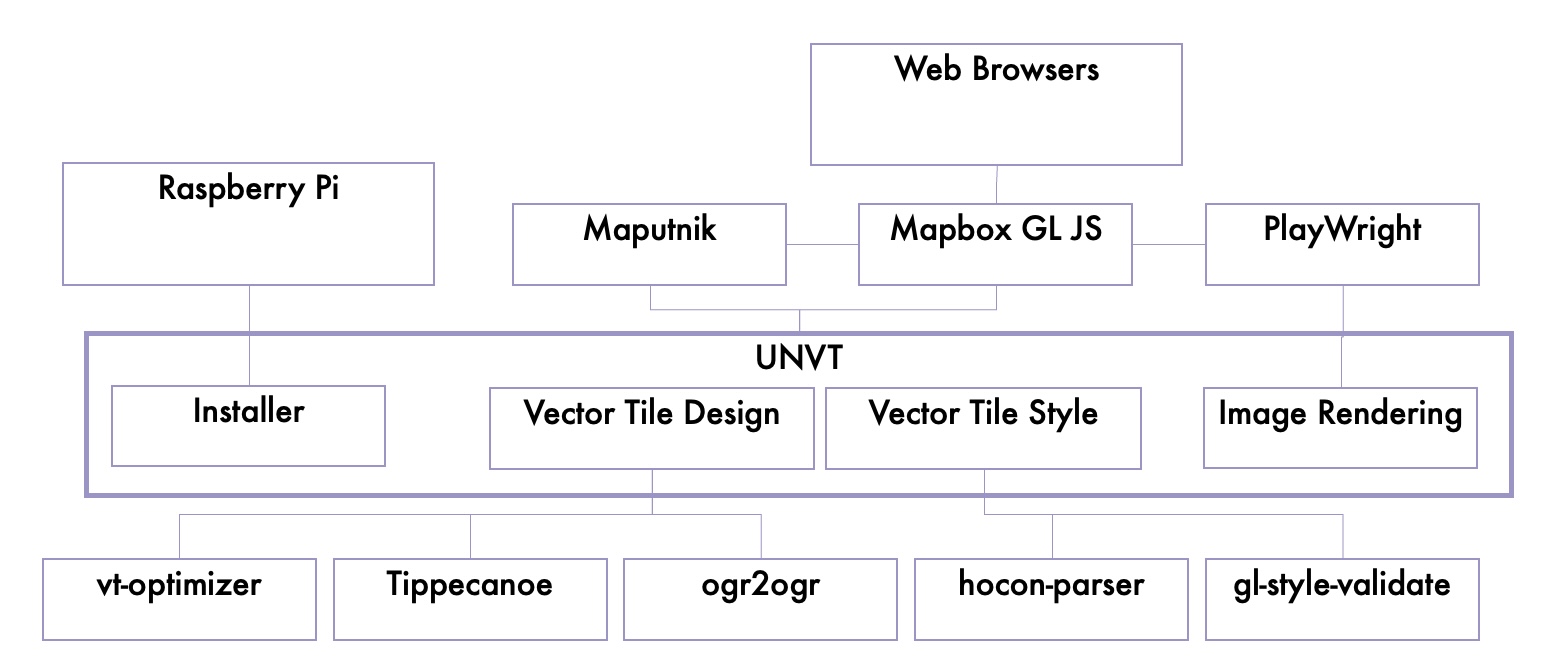 Web Browsers
Raspberry Pi
Maputnik
Mapbox GL JS
PlayWright
UNVT
Installer
Vector Tile Design
Vector Tile Style
Image Rendering
vt-optimizer
Tippecanoe
ogr2ogr
hocon-parser
gl-style-validate